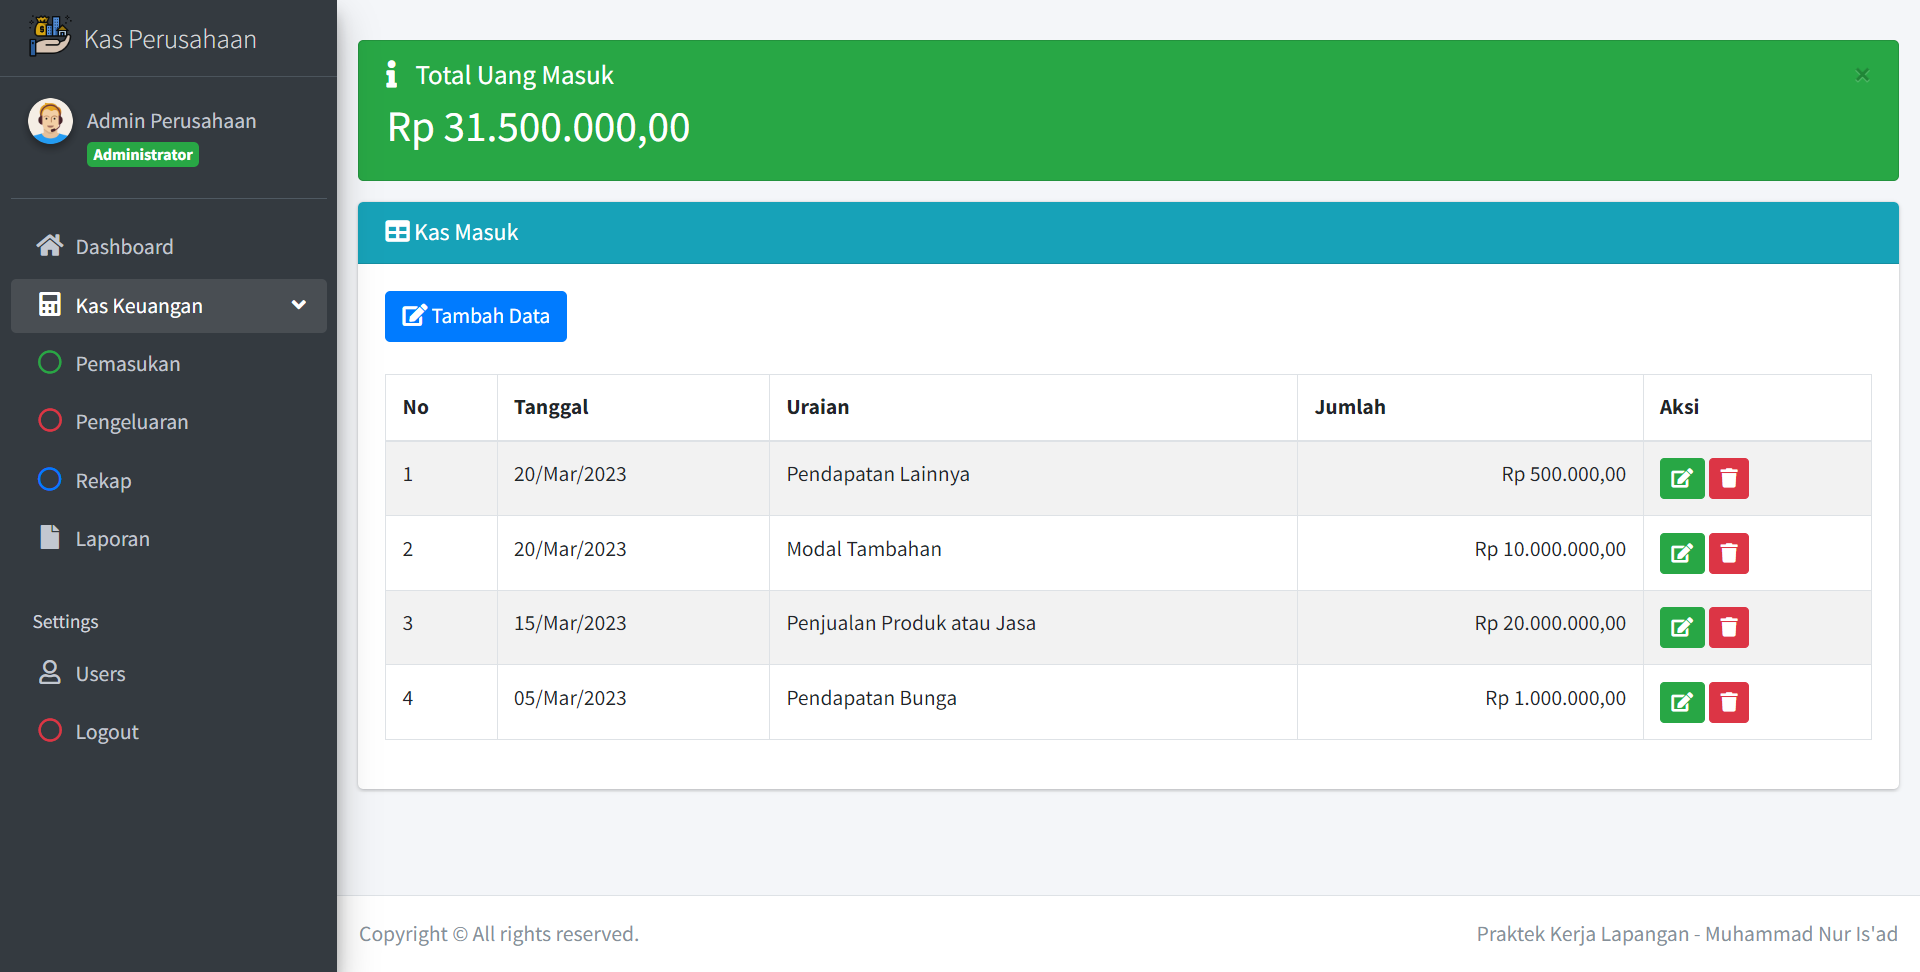 Kas Perusahaan
Admin Perusahaan
Administrator
Dashboard
Kas Keuangan
Pemasukan
Pengeluaran
Rekap
Laporan
Settings
Users
Logout
Total Uang Masuk
×
Rp 31.500.000,00
Kas Masuk
Tambah Data
No Tanggal Uraian Jumlah Aksi
1 20/Mar/2023 Pendapatan Lainnya Rp 500.000,00
2 20/Mar/2023 Modal Tambahan Rp 10.000.000,00
3 15/Mar/2023 Penjualan Produk atau Jasa Rp 20.000.000,00
4 05/Mar/2023 Pendapatan Bunga Rp 1.000.000,00
Copyright © All rights reserved.
Praktek Kerja Lapangan - Muhammad Nur Is'ad